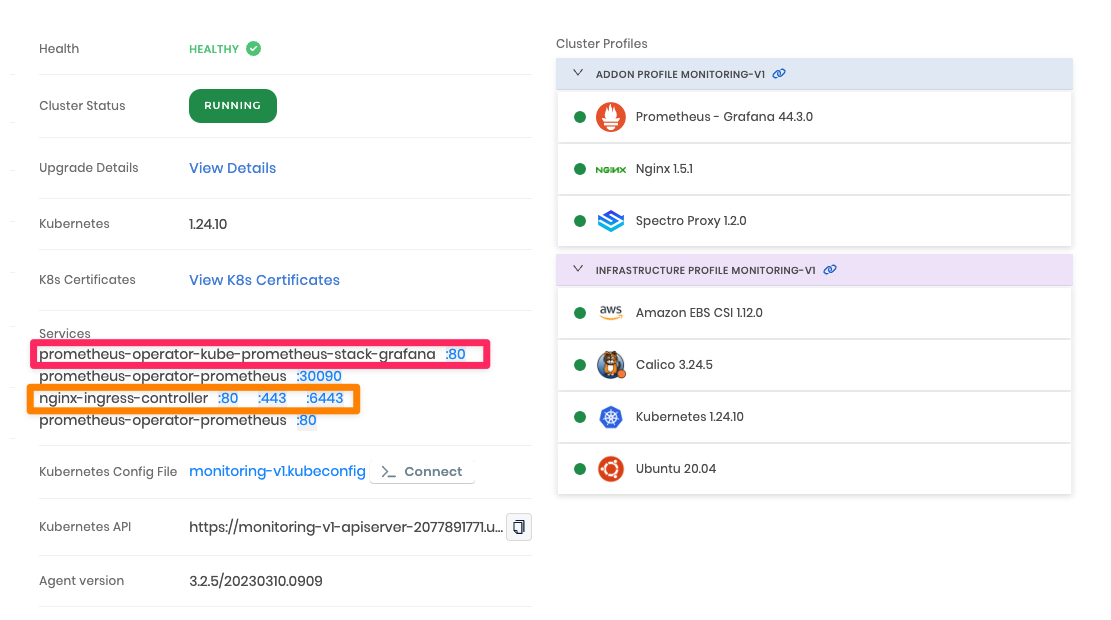 Health HEALTHY
Cluster Status RUNNING
Upgrade Details View Details
Kubernetes 1.24.10
K8s Certificates View K8s Certificates
Services
prometheus-operator-kube-prometheus-stack-grafana :80
prometheus-operator-prometheus :30090
nginx-ingress-controller :80 :443 :6443
prometheus-operator-prometheus :80
Kubernetes Config File monitoring-v1.kubeconfig >_ Connect
Kubernetes API https://monitoring-v1-apiserver-2077891771.u...
Agent version 3.2.5/20230310.0909
Cluster Profiles
ADDON PROFILE MONITORING-V1
Prometheus - Grafana 44.3.0
NGINX Nginx 1.5.1
Spectro Proxy 1.2.0
INFRASTRUCTURE PROFILE MONITORING-V1
aws Amazon EBS CSI 1.12.0
Calico 3.24.5
Kubernetes 1.24.10
Ubuntu 20.04